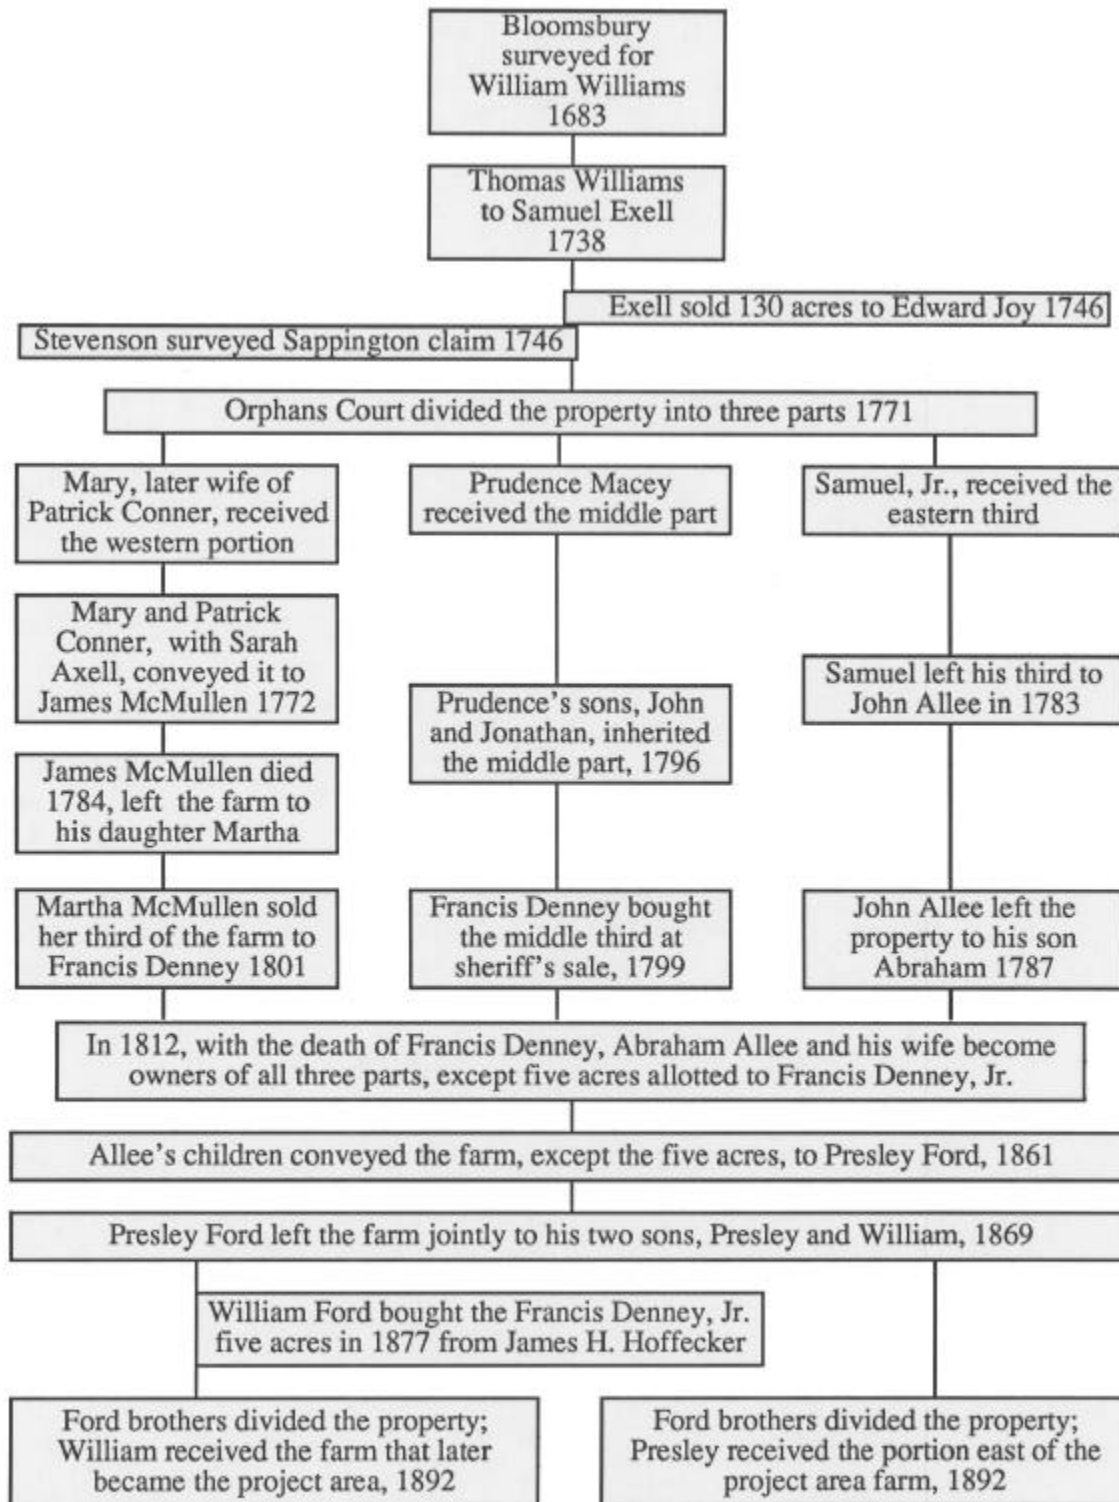 Bloomsbury
surveyed for
William Williams
1683
Thomas Williams
to Samuel Exell
1738
Exell sold 130 acres to Edward Joy 1746
Stevenson surveyed Sappington claim 1746
Orphans Court divided the property into three parts 1771
Mary, later wife of
Patrick Conner, received
the western portion
Prudence Macey
received the middle part
Samuel, Jr., received the
eastern third
Mary and Patrick
Conner, with Sarah
Axell, conveyed it to
James McMullen 1772
Prudence's sons, John
and Jonathan, inherited
the middle part, 1796
Samuel left his third to
John Allee in 1783
James McMullen died
1784, left the farm to
his daughter Martha
Martha McMullen sold
her third of the farm to
Francis Denney 1801
Francis Denney bought
the middle third at
sheriff's sale, 1799
John Allee left the
property to his son
Abraham 1787
In 1812, with the death of Francis Denney, Abraham Allee and his wife become
owners of all three parts, except five acres allotted to Francis Denney, Jr.
Allee's children conveyed the farm, except the five acres, to Presley Ford, 1861
Presley Ford left the farm jointly to his two sons, Presley and William, 1869
William Ford bought the Francis Denney, Jr.
five acres in 1877 from James H. Hoffecker
Ford brothers divided the property;
William received the farm that later
became the project area, 1892
Ford brothers divided the property;
Presley received the portion east of the
project area farm, 1892